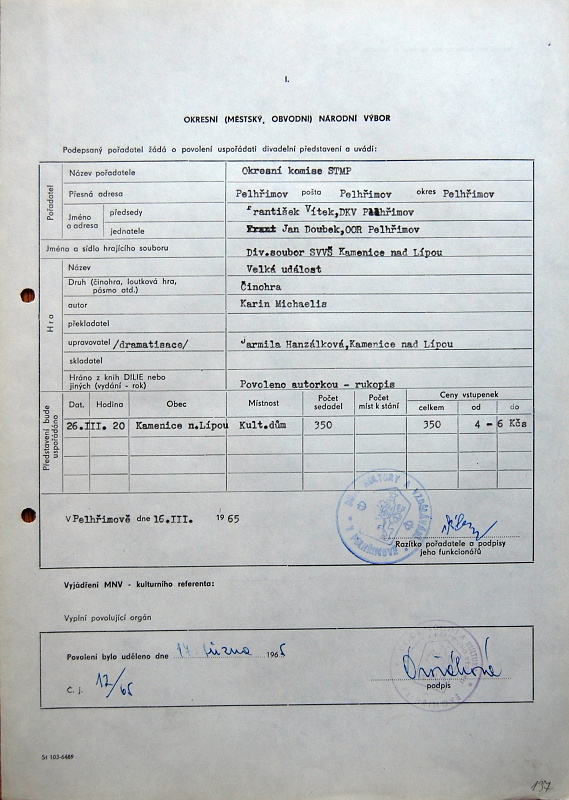 I.
OKRESNÍ (MĚSTSKÝ, OBVODNÍ) NÁRODNÍ VÝBOR
Podepsaný pořadatel žádá o povolení uspořádati divadelní představení a uvádí:
Pořadatel
Název pořadatele Okresní komise STMP
Přesná adresa Pelhřimov pošta Pelhřimov okres Pelhřimov
Jméno a adresa
předsedy František Vítek,DKV Pelhřimov
jednatele Jan Doubek,OOR Pelhřimov
Jméno a sídlo hrajícího souboru Div.soubor SVVŠ Kamenice nad Lípou
Hra
Název Velká událost
Druh (činohra, loutková hra, pásmo atd.) Činohra
autor Karin Michaelis
překladatel
upravovatel /dramatisace/ Jarmila Hanzálková,Kamenice nad Lípou
skladatel
Hráno z knih DILIE nebo jiných (vydání - rok) Povoleno autorkou - rukopis
Představení bude uspořádáno
Dat. Hodina Obec Místnost Počet sedadel Počet míst k stání Ceny vstupenek celkem od do
26.III. 20 Kamenice n.Lípou Kult.dům 350 350 4 - 6 Kčs
V Pelhřimově dne 16.III. 1965
Razítko pořadatele a podpisy
jeho funkcionářů
Vyjádření MNV - kulturního referenta:
Vyplní povolující orgán
Povolení bylo uděleno dne 17 března 1965
Č. j. 12/65
Dvořáková
podpis
St 103-6489
137